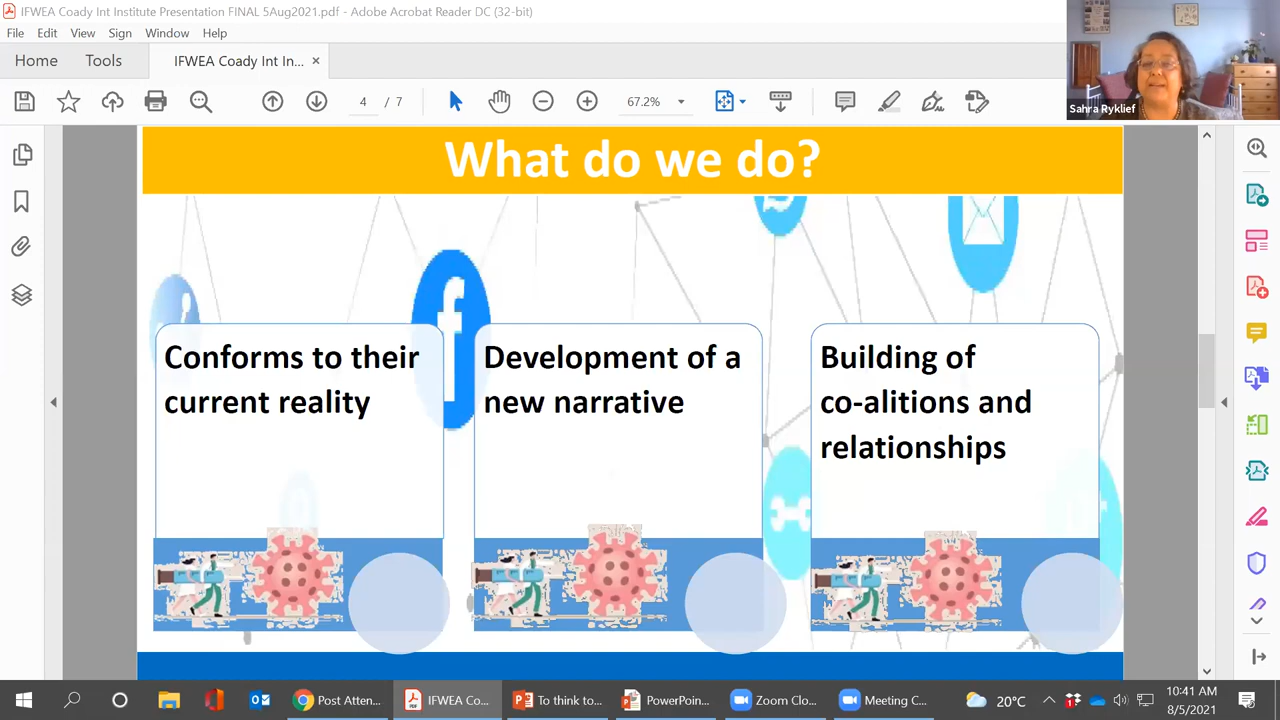 IFWEA Coady Int Institute Presentation FINAL 5Aug2021.pdf - Adobe Acrobat Reader DC (32-bit)
File Edit View Sign Window Help
Home Tools IFWEA Coady Int In... ×
4 / 7 67.2%
Sahra Ryklief
What do we do?
Conforms to their
current reality
Development of a
new narrative
Building of
co-alitions and
relationships
Post Atten... IFWEA Co... To think to... PowerPoin... Zoom Clo... Meeting C... 20°C 10:41 AM
8/5/2021